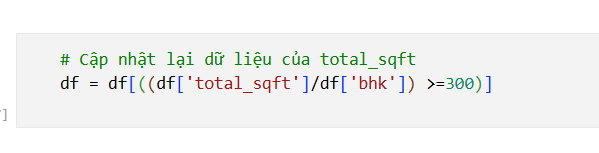 # Cập nhật lại dữ liệu của total_sqft
df = df[((df['total_sqft']/df['bhk']) >=300)]
]